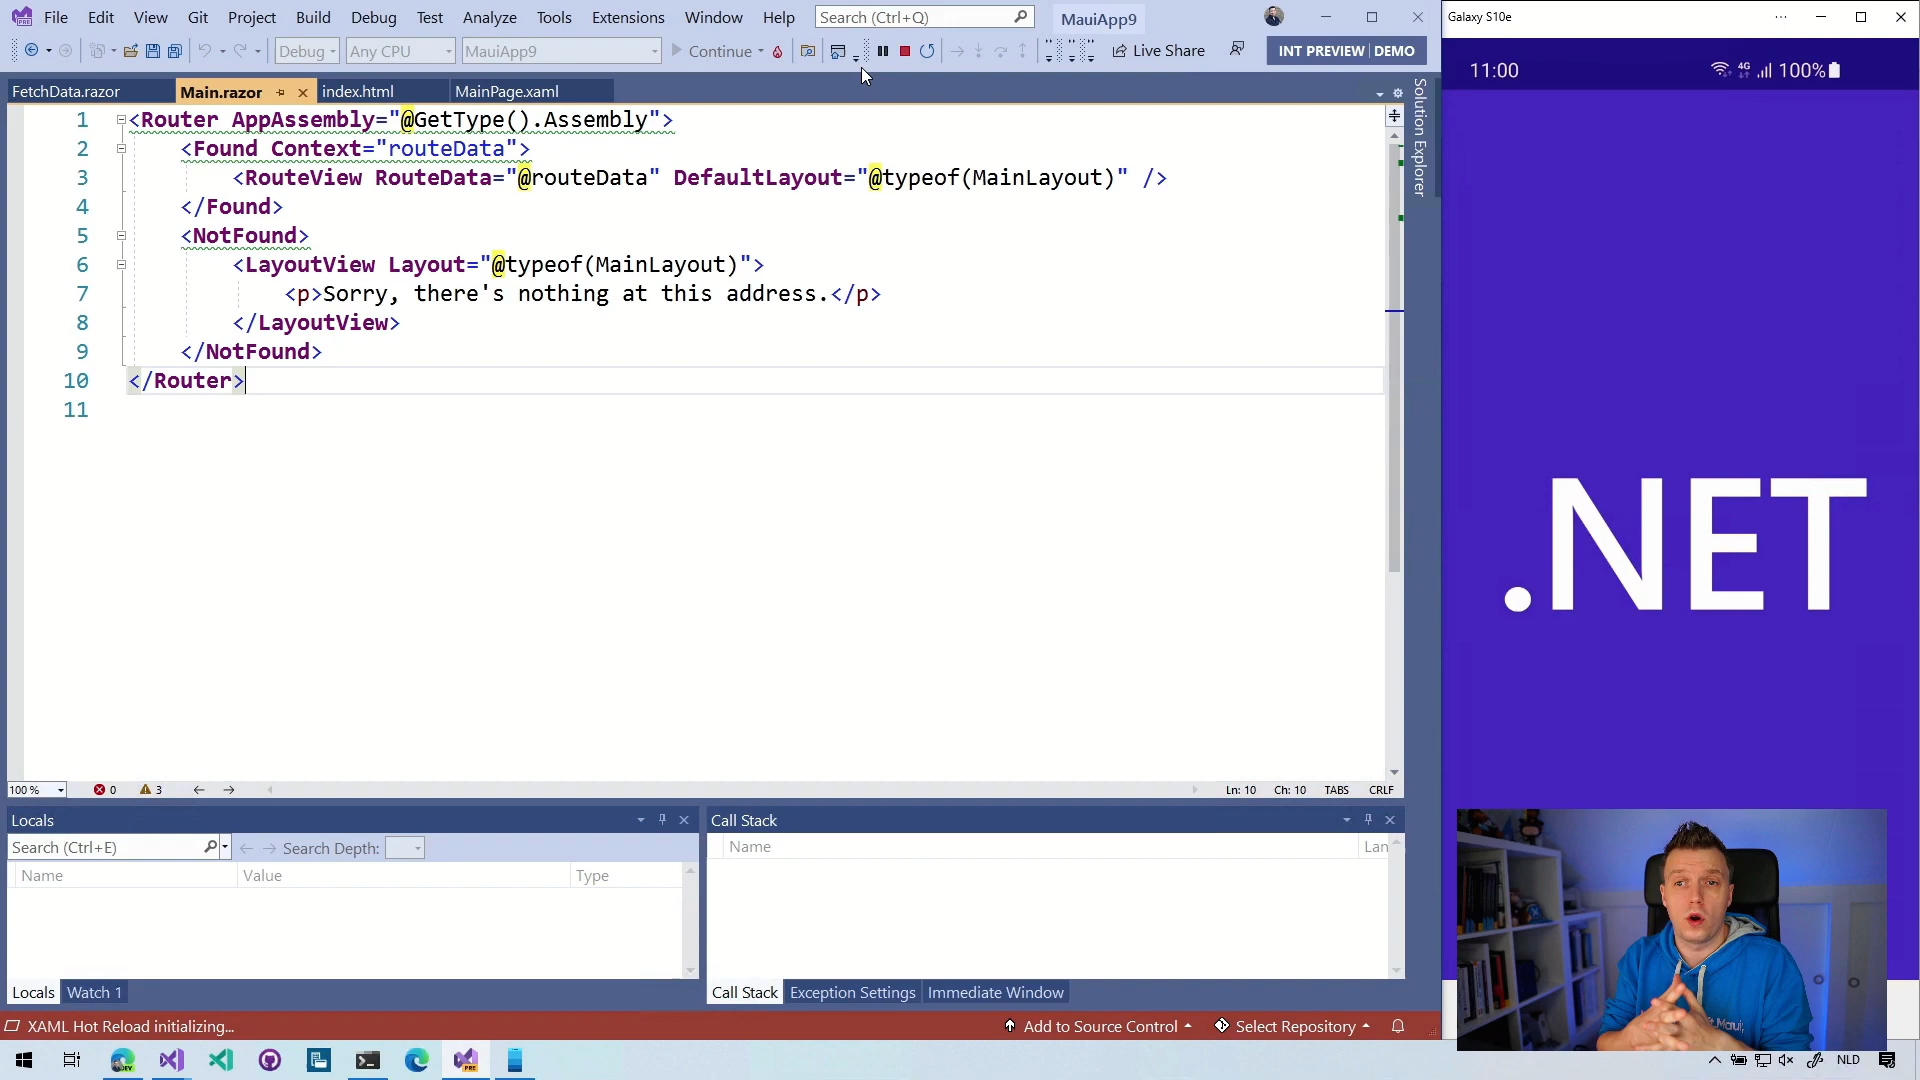 File Edit View Git Project Build Debug Test Analyze Tools Extensions Window Help Search (Ctrl+Q) MauiApp9
Debug Any CPU MauiApp9 Continue Live Share INT PREVIEW DEMO
FetchData.razor Main.razor index.html MainPage.xaml
Solution Explorer
1 <Router AppAssembly="@GetType().Assembly">
2 <Found Context="routeData">
3 <RouteView RouteData="@routeData" DefaultLayout="@typeof(MainLayout)" />
4 </Found>
5 <NotFound>
6 <LayoutView Layout="@typeof(MainLayout)">
7 <p>Sorry, there's nothing at this address.</p>
8 </LayoutView>
9 </NotFound>
10 </Router>
11
100 % 0 3 Ln: 10 Ch: 10 TABS CRLF
Locals
Search (Ctrl+E) Search Depth:
Name Value Type
Locals Watch 1
Call Stack
Name Lan
Call Stack Exception Settings Immediate Window
XAML Hot Reload initializing... Add to Source Control Select Repository
NLD
Galaxy S10e
11:00 4G 100%
.NET